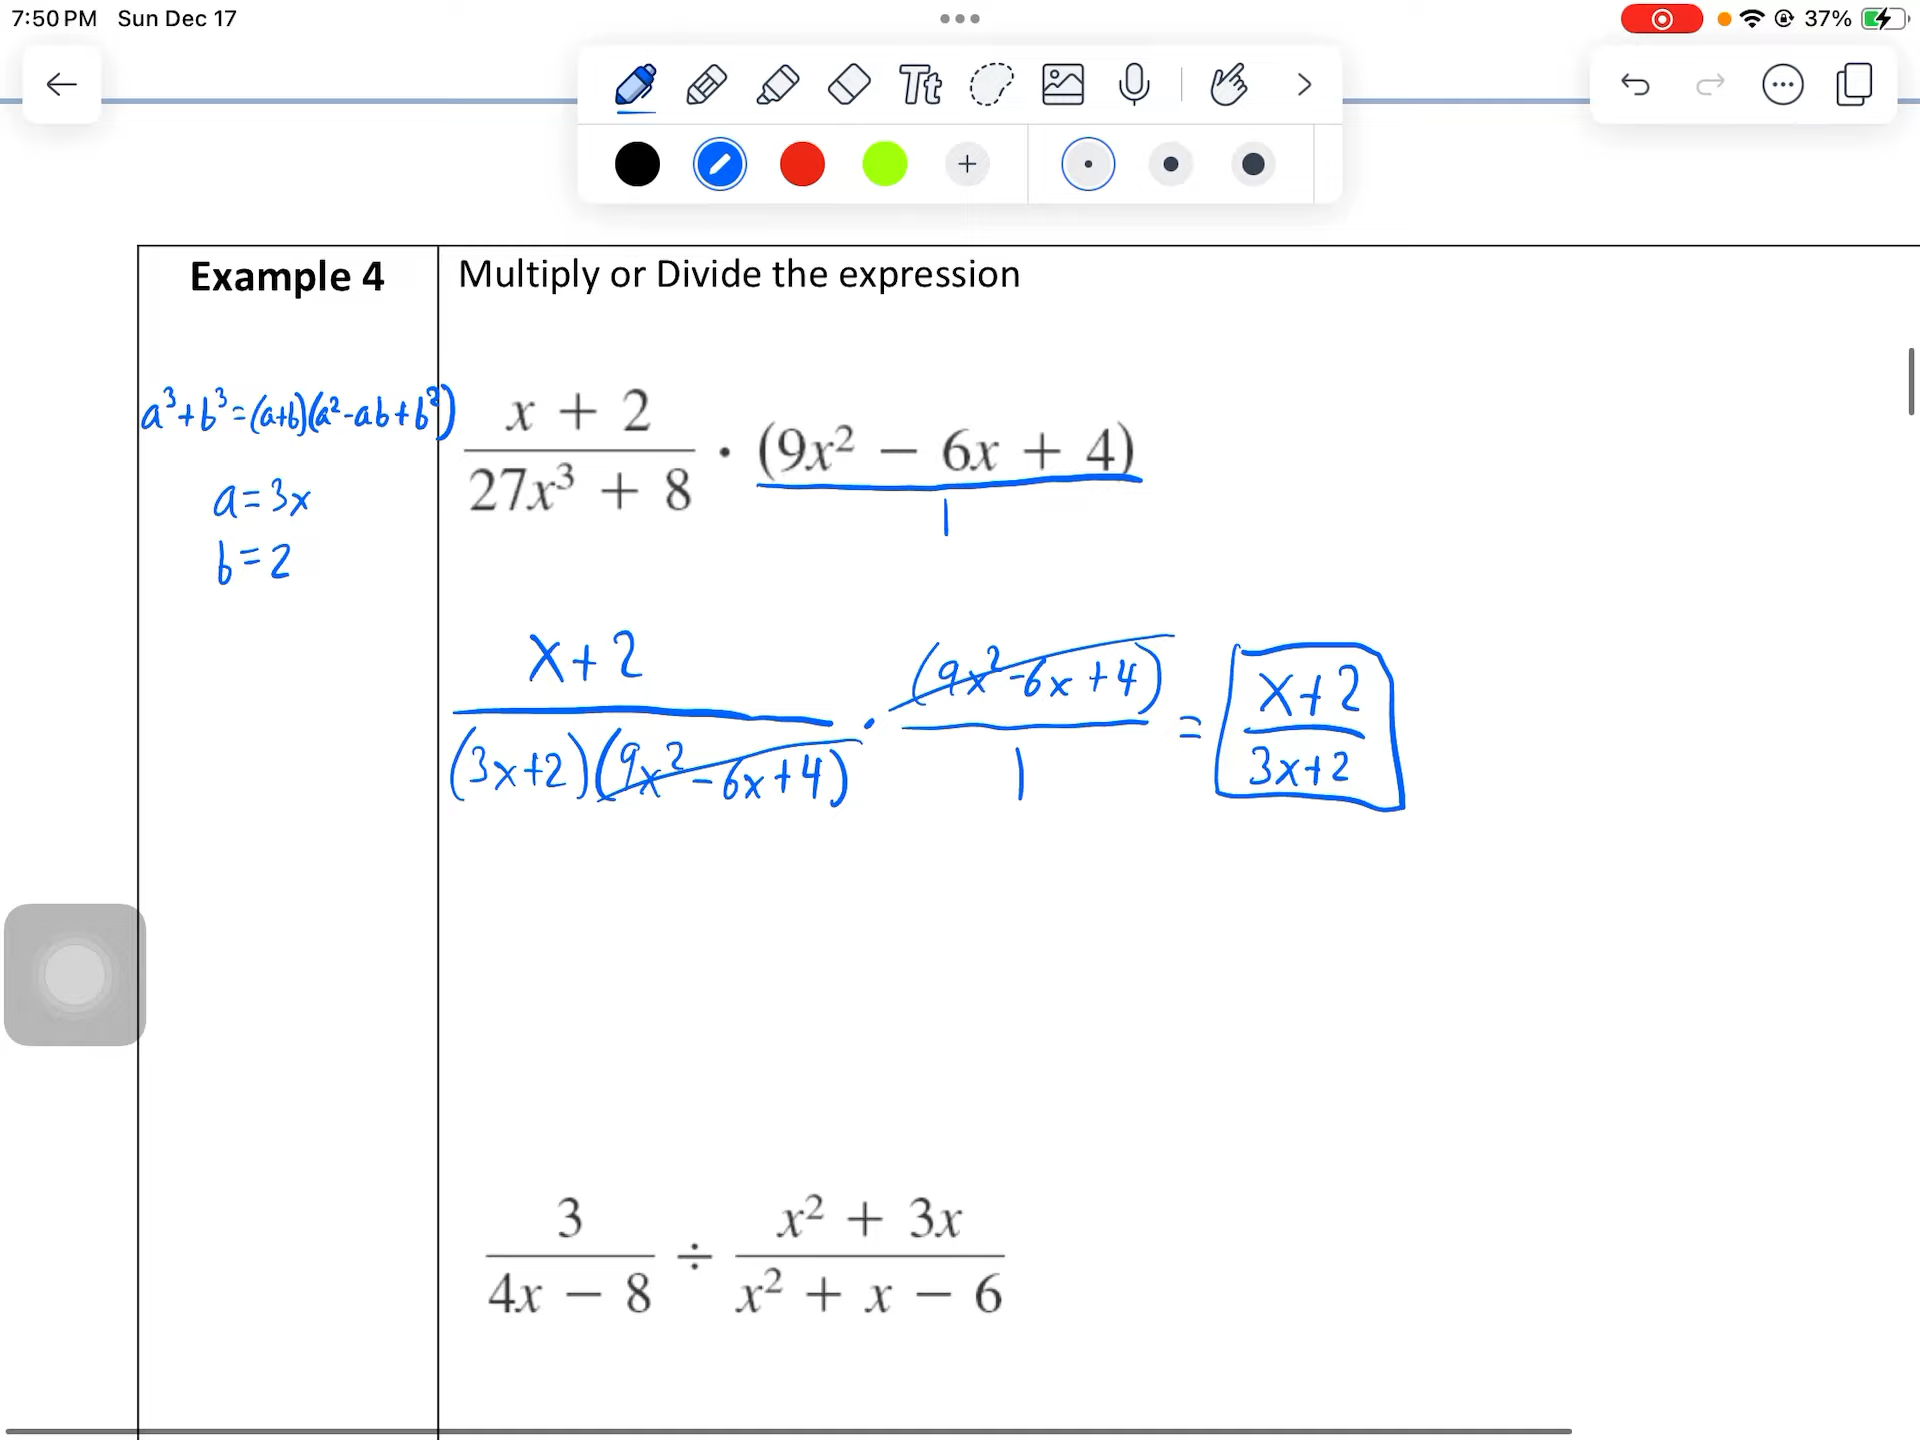 7:50 PM Sun Dec 17
37%
Tt
Example 4
Multiply or Divide the expression
a³+b³=(a+b)(a²-ab+b²)
a=3x
b=2
x + 2
27x³ + 8
· (9x² − 6x + 4)
1
x+2
(3x+2)(9x²-6x+4)
· (9x²-6x+4)
1
= x+2
3x+2
3
4x − 8
÷
x² + 3x
x² + x − 6